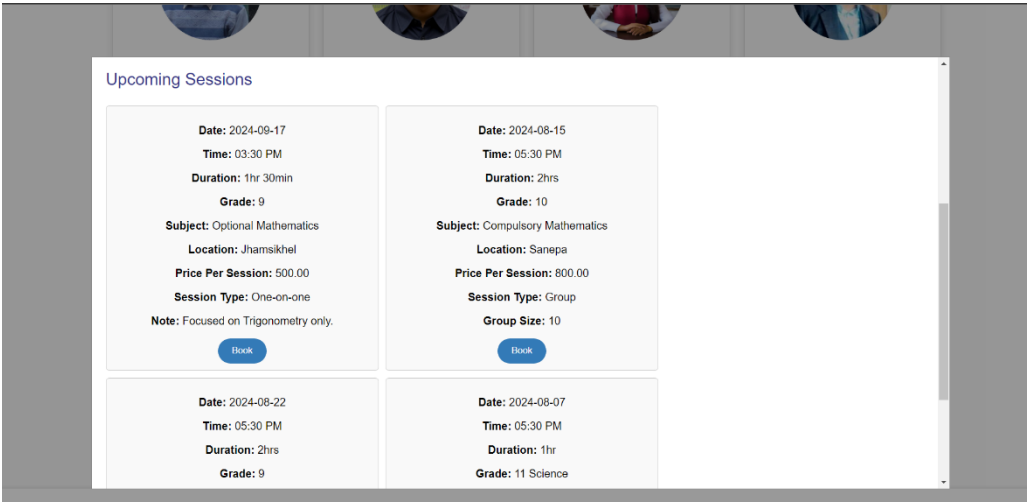 Upcoming Sessions
Date: 2024-09-17
Time: 03:30 PM
Duration: 1hr 30min
Grade: 9
Subject: Optional Mathematics
Location: Jhamsikhel
Price Per Session: 500.00
Session Type: One-on-one
Note: Focused on Trigonometry only.
Book
Date: 2024-08-15
Time: 05:30 PM
Duration: 2hrs
Grade: 10
Subject: Compulsory Mathematics
Location: Sanepa
Price Per Session: 800.00
Session Type: Group
Group Size: 10
Book
Date: 2024-08-22
Time: 05:30 PM
Duration: 2hrs
Grade: 9
Date: 2024-08-07
Time: 05:30 PM
Duration: 1hr
Grade: 11 Science